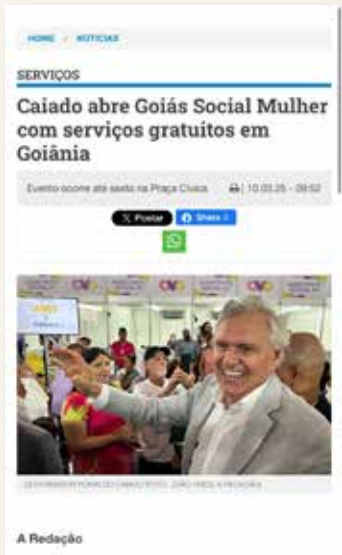 HOME / NOTÍCIAS
SERVIÇOS
Caiado abre Goiás Social Mulher
com serviços gratuitos em
Goiânia
Evento ocorre até sexta na Praça Cívica
10.03.25 - 09:52
Postar
Share
OVG
A Redação